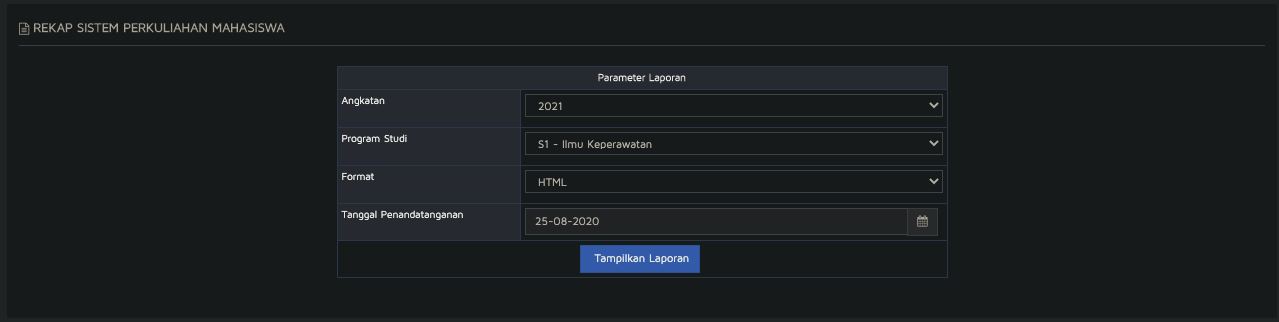 REKAP SISTEM PERKULIAHAN MAHASISWA
Parameter Laporan
Angkatan
2021
Program Studi
S1 - Ilmu Keperawatan
Format
HTML
Tanggal Penandatanganan
25-08-2020
Tampilkan Laporan